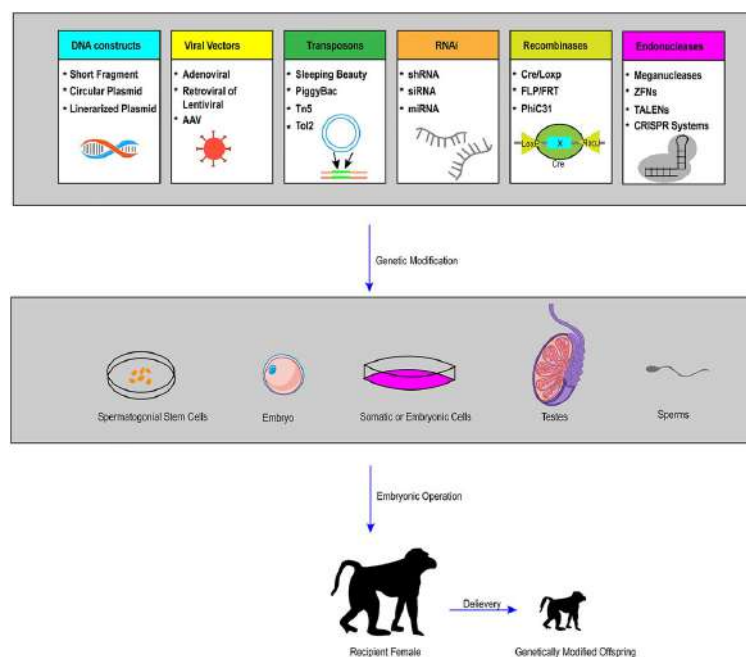 DNA constructs
* Short Fragment
* Circular Plasmid
* Linerarized Plasmid
Viral Vectors
* Adenoviral
* Retroviral of
Lentiviral
* AAV
Transposons
* Sleeping Beauty
* PiggyBac
* Tn5
* Tol2
RNAi
* shRNA
* siRNA
* miRNA
Recombinases
* Cre/Loxp
* FLP/FRT
* PhiC31
X
Cre
Endonucleases
* Meganucleases
* ZFNs
* TALENs
* CRISPR Systems
Genetic Modification
Spermatogonial Stem Cells
Embryo
Somatic or Embryonic Cells
Testes
Sperms
Embryonic Operation
Delievery
Recipient Female
Genetically Modified Offspring